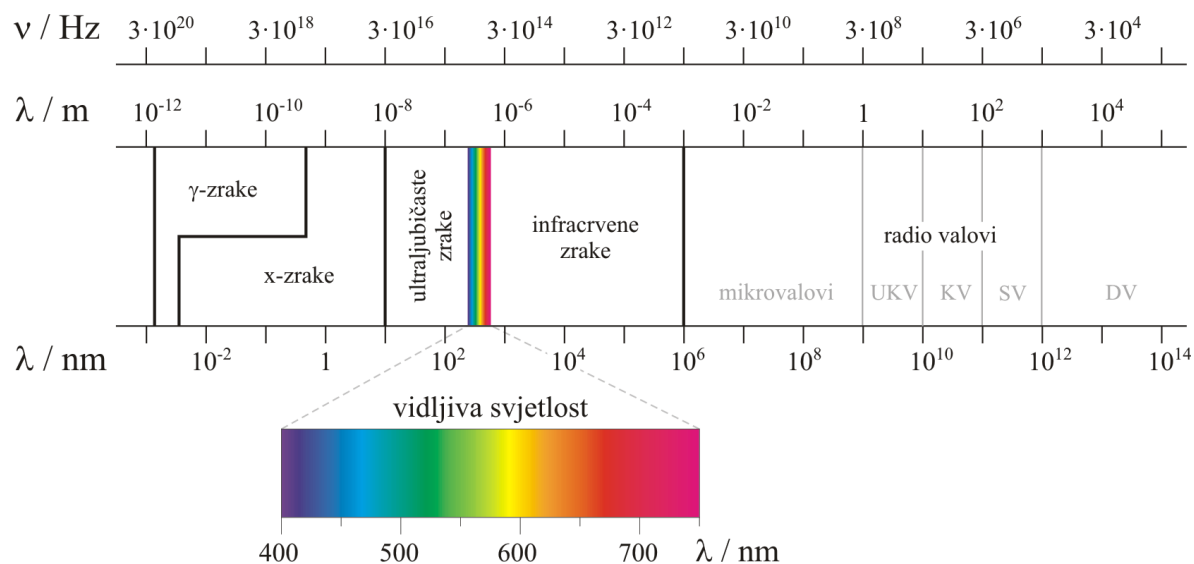 ν / Hz 3·10²⁰ 3·10¹⁸ 3·10¹⁶ 3·10¹⁴ 3·10¹² 3·10¹⁰ 3·10⁸ 3·10⁶ 3·10⁴
λ / m 10⁻¹² 10⁻¹⁰ 10⁻⁸ 10⁻⁶ 10⁻⁴ 10⁻² 1 10² 10⁴
γ-zrake
x-zrake
ultraljubičaste
zrake
infracrvene
zrake
radio valovi
mikrovalovi UKV KV SV DV
λ / nm 10⁻² 1 10² 10⁴ 10⁶ 10⁸ 10¹⁰ 10¹² 10¹⁴
vidljiva svjetlost
400 500 600 700 λ / nm